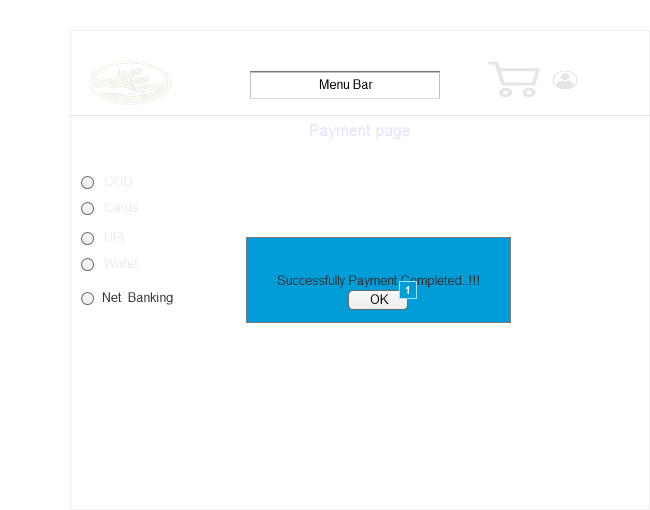 Menu Bar
Payment page
COD
Cards
UPI
Wallet
Net Banking
Successfully Payment Completed..!!!
OK
1